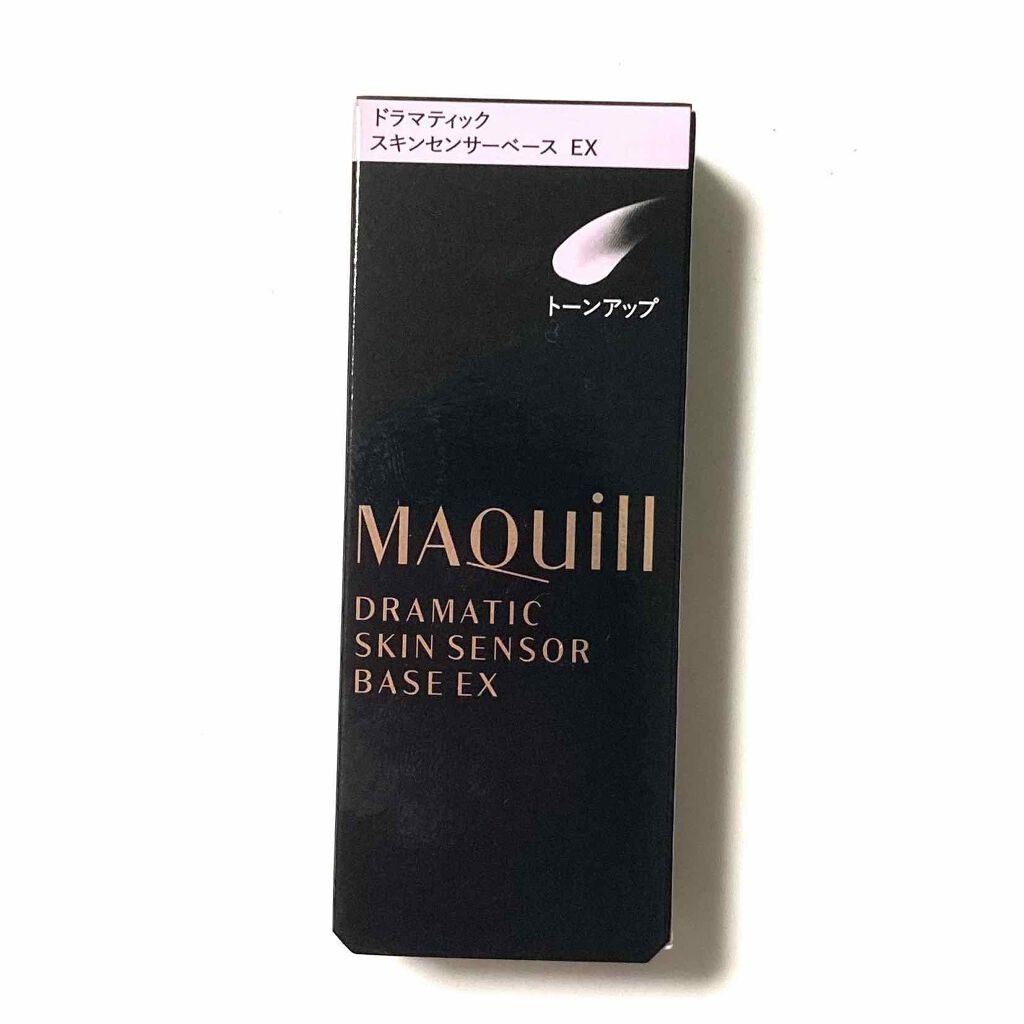 ドラマティック
スキンセンサーベース EX
トーンアップ
MAQuill
DRAMATIC
SKIN SENSOR
BASE EX